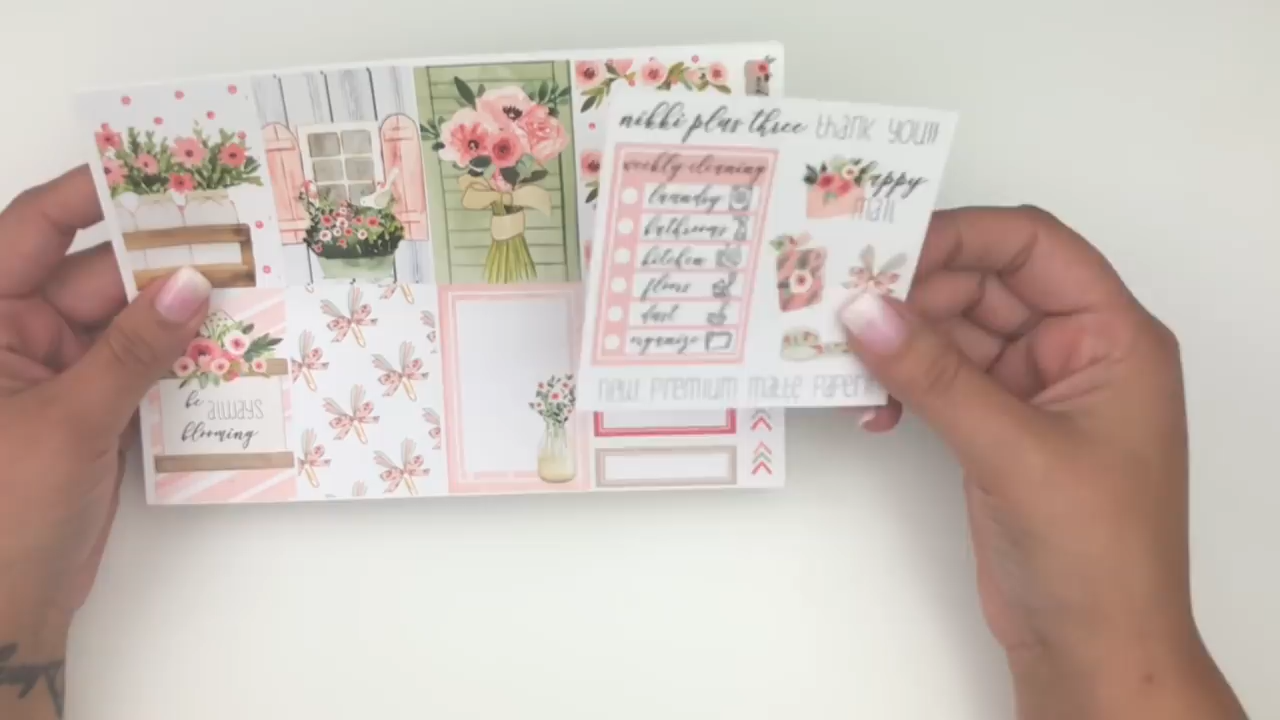 nikki plus three thank you!!
weekly cleaning
laundry
bathrooms
kitchen
floors
dust
organize
happy
mail
new premium matte paper!!
be always
blooming